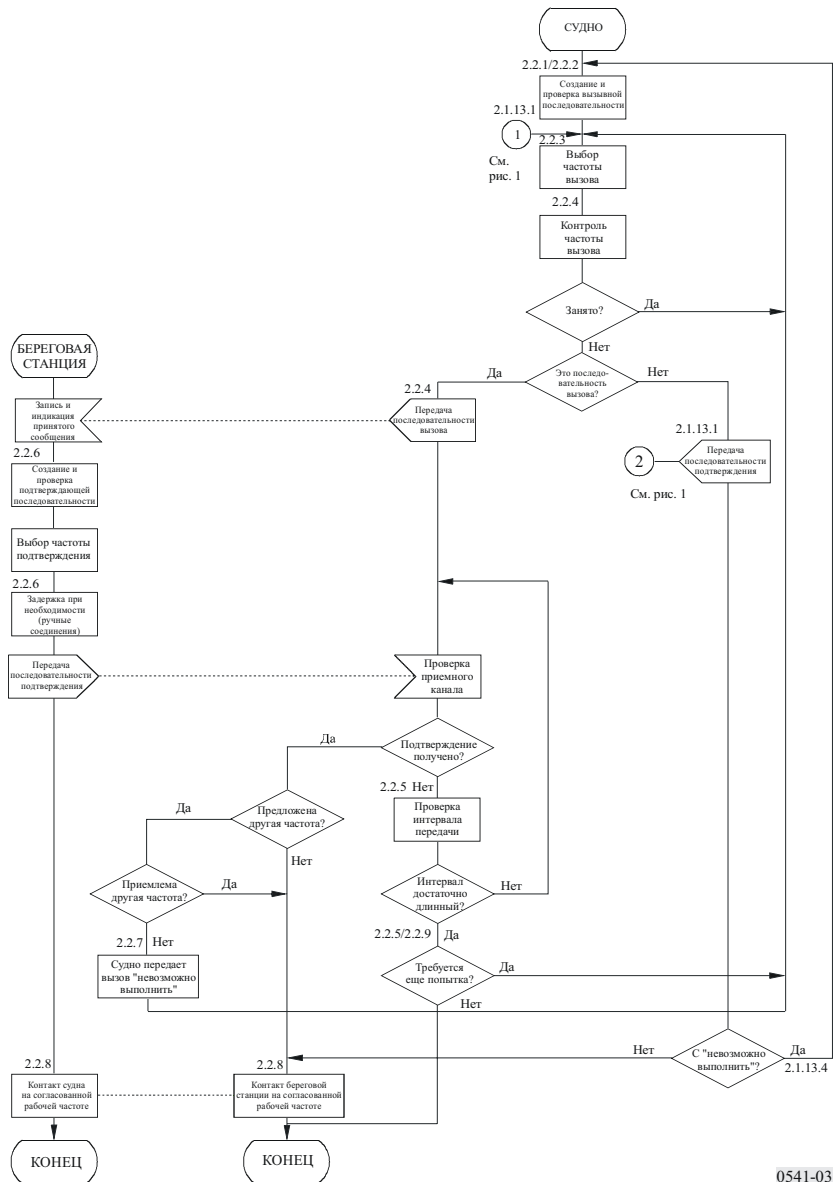 СУДНО
2.2.1/2.2.2
Создание и
проверка вызывной
последовательности
2.1.13.1
1
2.2.3
См.
рис. 1
Выбор
частоты
вызова
2.2.4
Контроль
частоты
вызова
Занято?
Да
Нет
БЕРЕГОВАЯ
СТАНЦИЯ
Да
Это последо-
вательность
вызова?
Нет
2.2.4
Запись и
индикация
принятого
сообщения
Передача
последовательности
вызова
2.1.13.1
2
Передача
последовательности
подтверждения
См. рис. 1
2.2.6
Создание и
проверка
подтверждающей
последовательности
Выбор частоты
подтверждения
2.2.6
Задержка при
необходимости
(ручные
соединения)
Передача
последовательности
подтверждения
Проверка
приемного
канала
Да
Подтверждение
получено?
2.2.5 Нет
Да
Предложена
другая частота?
Проверка
интервала
передачи
Нет
Приемлема
другая частота?
Да
Интервал
достаточно
длинный?
Нет
2.2.7 Нет
2.2.5/2.2.9 Да
Судно передает
вызов "невозможно
выполнить"
Требуется
еще попытка?
Да
Нет
Нет
С "невозможно
выполнить"?
Да
2.1.13.4
2.2.8
2.2.8
Контакт судна
на согласованной
рабочей частоте
Контакт береговой
станции на согласованной
рабочей частоте
КОНЕЦ
КОНЕЦ
0541-03